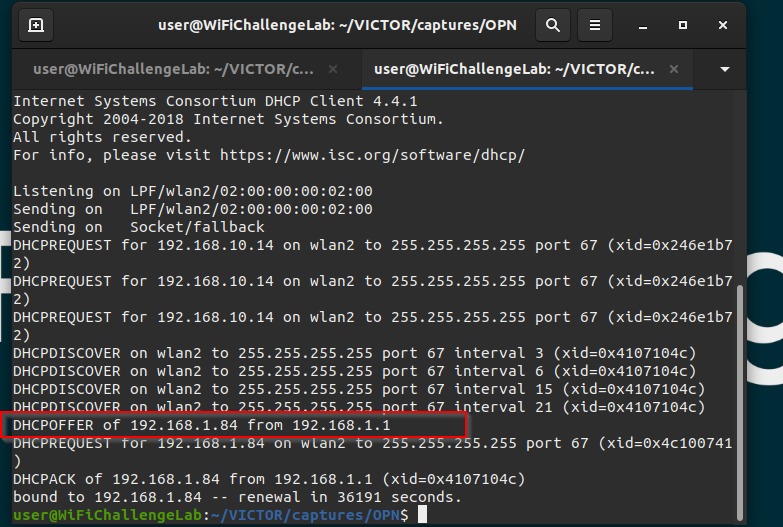 user@WiFiChallengeLab: ~/VICTOR/captures/OPN
user@WiFiChallengeLab: ~/VICTOR/c...
user@WiFiChallengeLab: ~/VICTOR/c...
Internet Systems Consortium DHCP Client 4.4.1
Copyright 2004-2018 Internet Systems Consortium.
All rights reserved.
For info, please visit https://www.isc.org/software/dhcp/
Listening on LPF/wlan2/02:00:00:00:02:00
Sending on   LPF/wlan2/02:00:00:00:02:00
Sending on   Socket/fallback
DHCPREQUEST for 192.168.10.14 on wlan2 to 255.255.255.255 port 67 (xid=0x246e1b7
2)
DHCPREQUEST for 192.168.10.14 on wlan2 to 255.255.255.255 port 67 (xid=0x246e1b7
2)
DHCPREQUEST for 192.168.10.14 on wlan2 to 255.255.255.255 port 67 (xid=0x246e1b7
2)
DHCPDISCOVER on wlan2 to 255.255.255.255 port 67 interval 3 (xid=0x4107104c)
DHCPDISCOVER on wlan2 to 255.255.255.255 port 67 interval 6 (xid=0x4107104c)
DHCPDISCOVER on wlan2 to 255.255.255.255 port 67 interval 15 (xid=0x4107104c)
DHCPDISCOVER on wlan2 to 255.255.255.255 port 67 interval 21 (xid=0x4107104c)
DHCPOFFER of 192.168.1.84 from 192.168.1.1
DHCPREQUEST for 192.168.1.84 on wlan2 to 255.255.255.255 port 67 (xid=0x4c100741
)
DHCPACK of 192.168.1.84 from 192.168.1.1 (xid=0x4107104c)
bound to 192.168.1.84 -- renewal in 36191 seconds.
user@WiFiChallengeLab:~/VICTOR/captures/OPN$